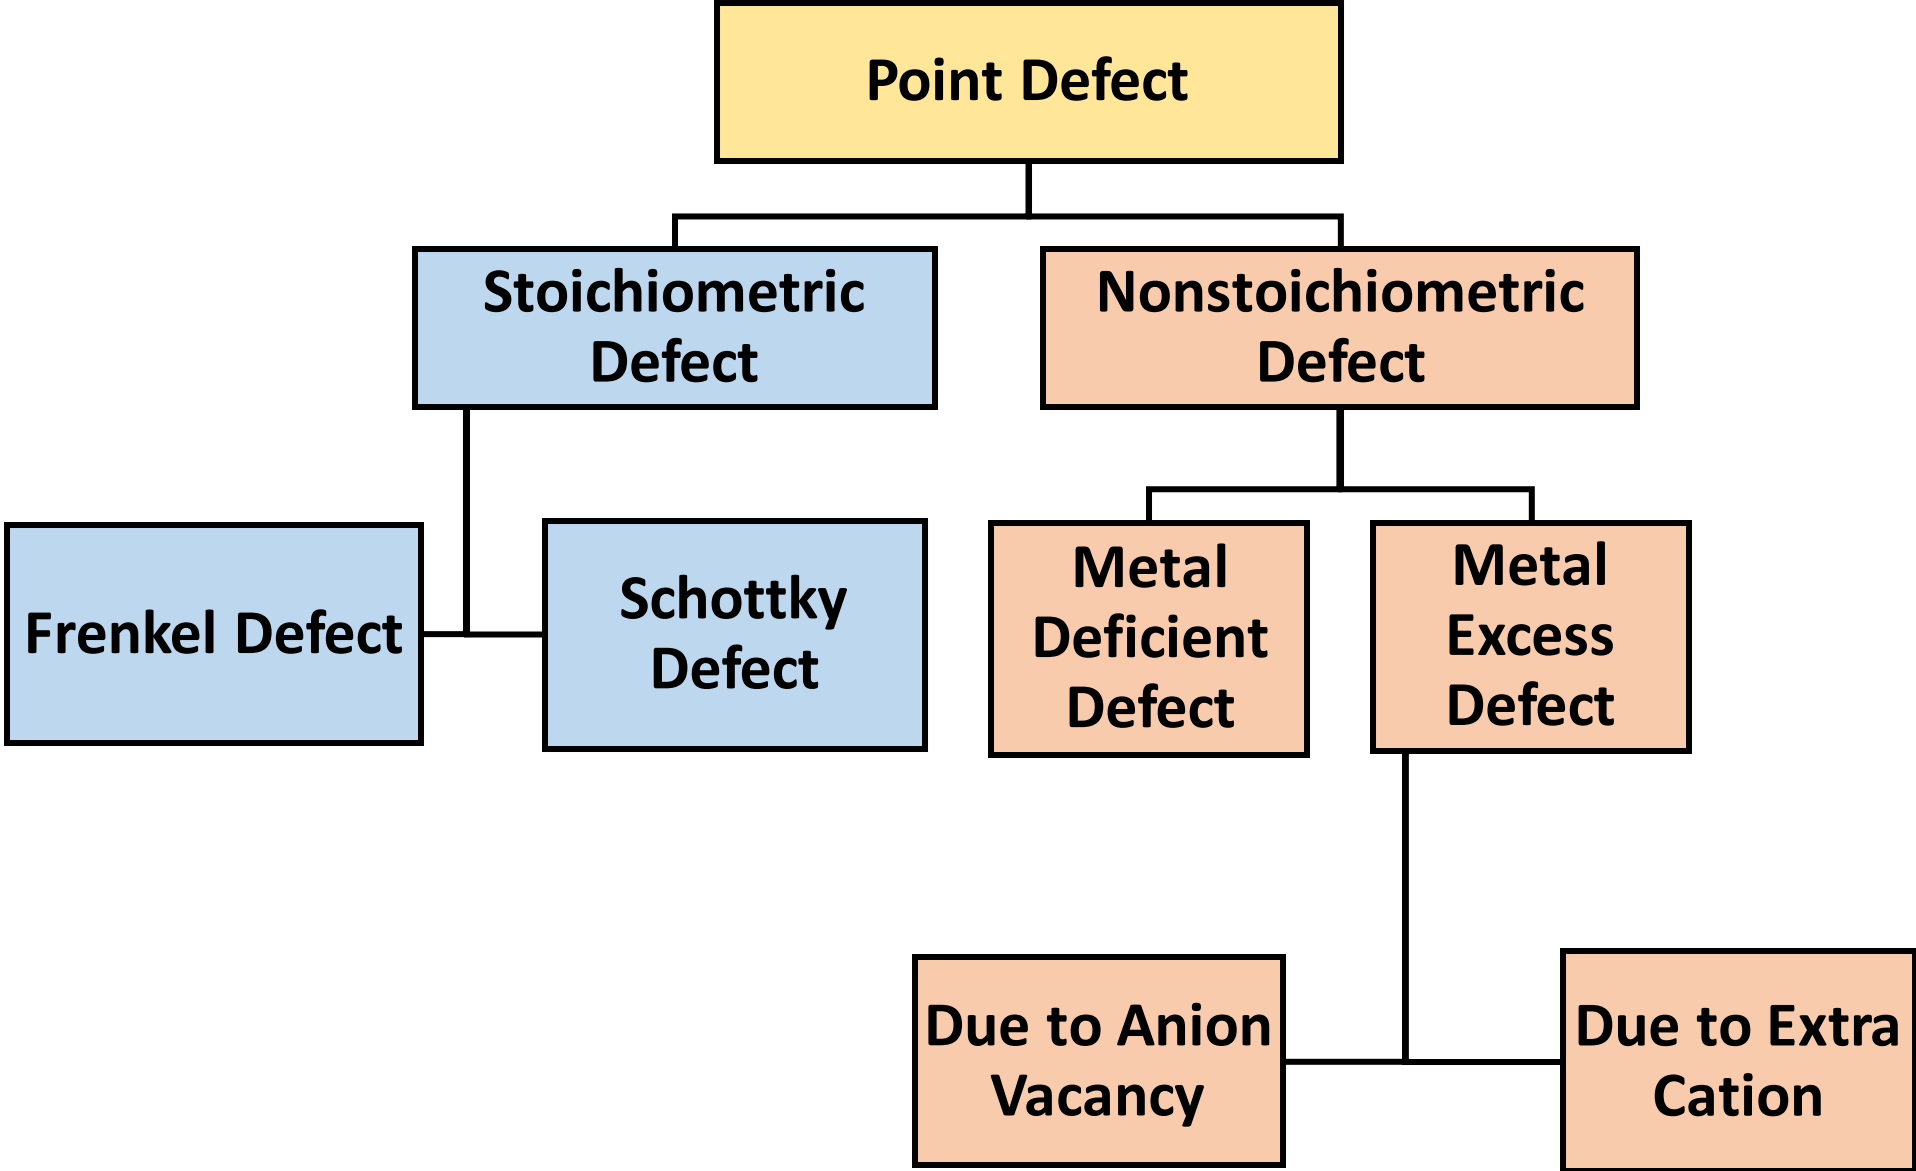 Point Defect
Stoichiometric
Defect
Nonstoichiometric
Defect
Frenkel Defect
Schottky
Defect
Metal
Deficient
Defect
Metal
Excess
Defect
Due to Anion
Vacancy
Due to Extra
Cation